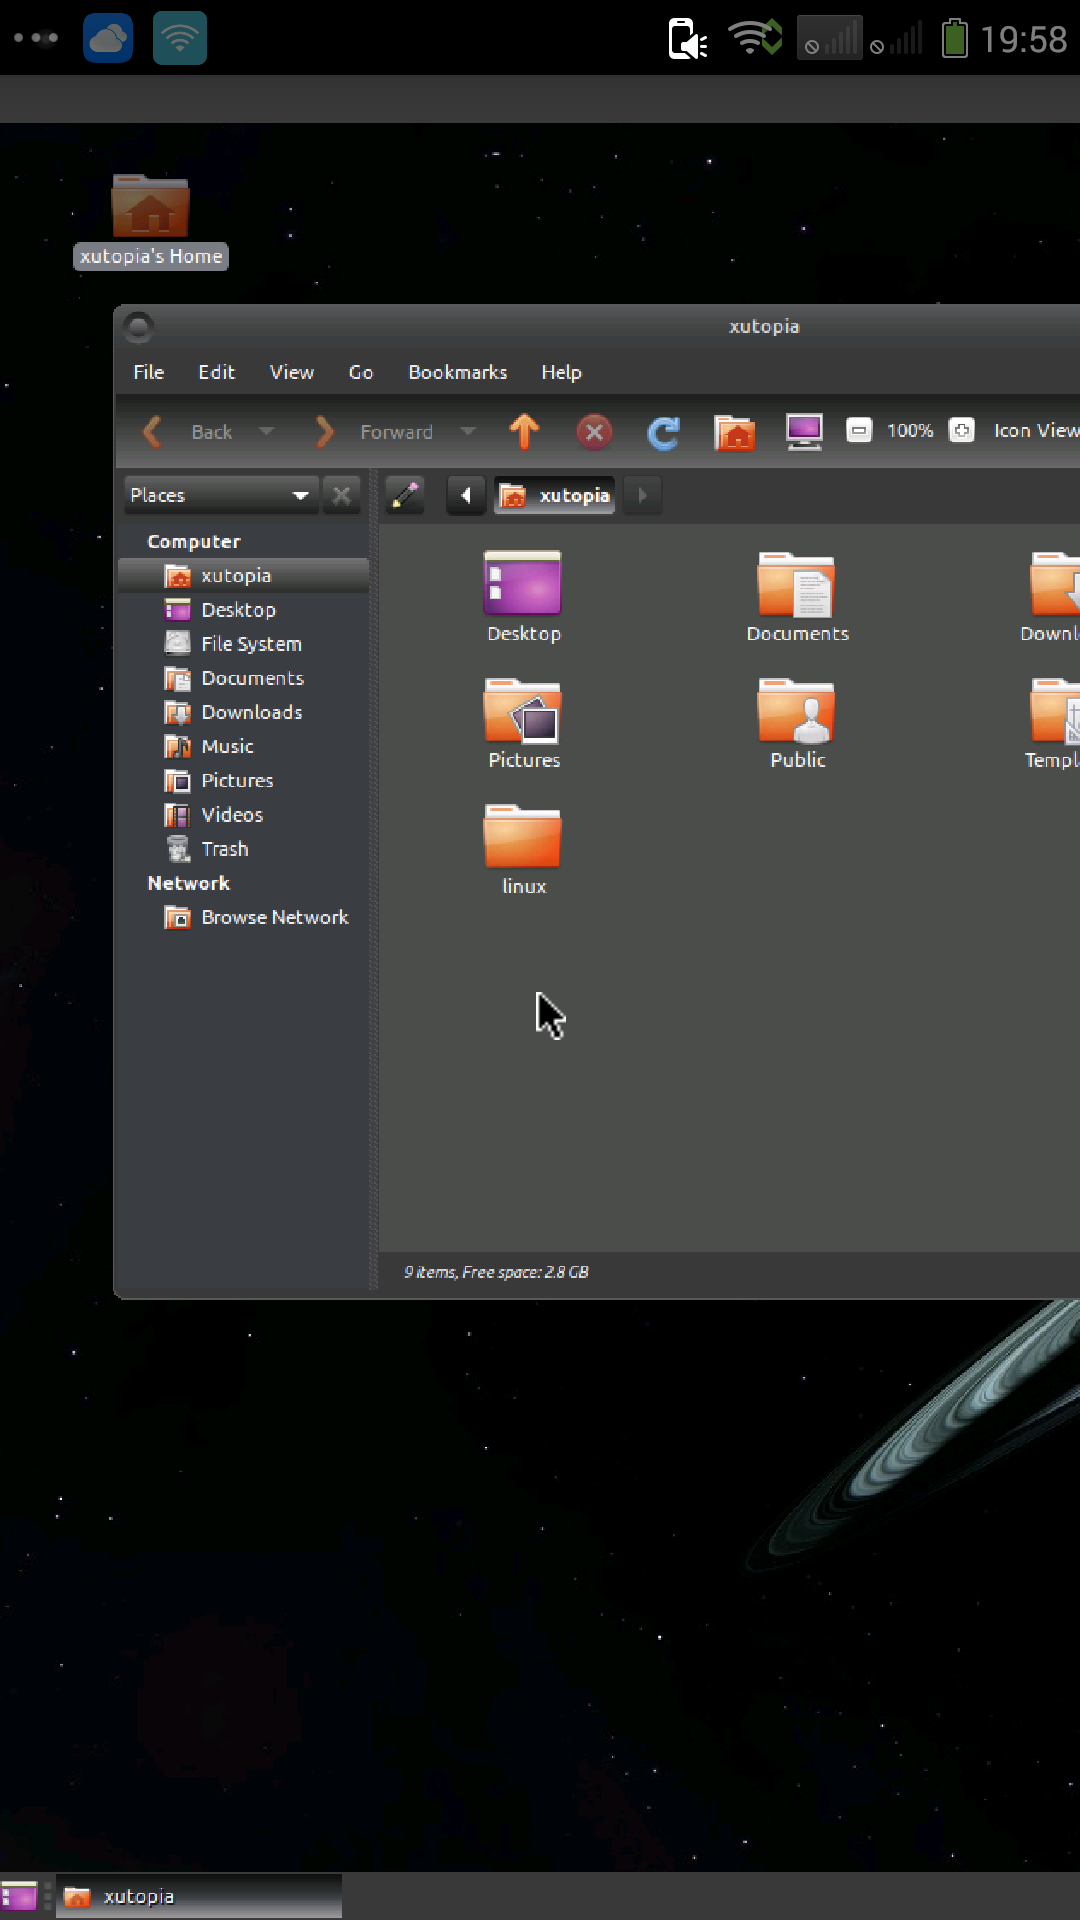 19:58
xutopia's Home
xutopia
File Edit View Go Bookmarks Help
Back Forward 100% Icon View
Places xutopia
Computer
xutopia
Desktop
File System
Documents
Downloads
Music
Pictures
Videos
Trash
Network
Browse Network
Desktop Documents Downl
Pictures Public Templ
linux
9 items, Free space: 2.8 GB
xutopia